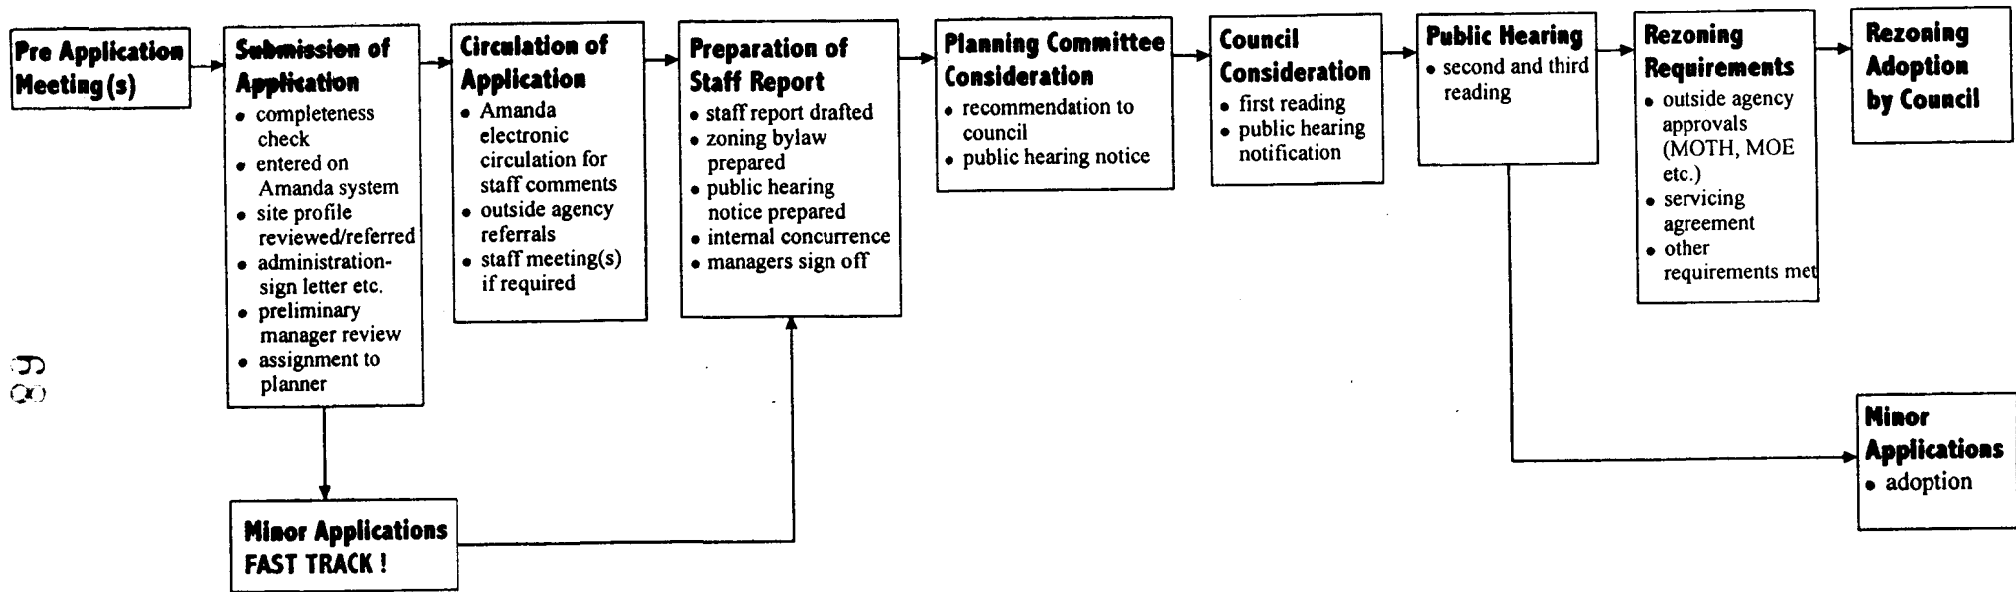 Pre Application
Meeting(s)
Submission of
Application
• completeness
check
• entered on
Amanda system
• site profile
reviewed/referred
• administration-
sign letter etc.
• preliminary
manager review
• assignment to
planner
Circulation of
Application
• Amanda
electronic
circulation for
staff comments
• outside agency
referrals
• staff meeting(s)
if required
Preparation of
Staff Report
• staff report drafted
• zoning bylaw
prepared
• public hearing
notice prepared
• internal concurrence
• managers sign off
Planning Committee
Consideration
• recommendation to
council
• public hearing notice
Council
Consideration
• first reading
• public hearing
notification
Public Hearing
• second and third
reading
Rezoning
Requirements
• outside agency
approvals
(MOTH, MOE
etc.)
• servicing
agreement
• other
requirements met
Rezoning
Adoption
by Council
Minor Applications
FAST TRACK !
Minor
Applications
• adoption
68